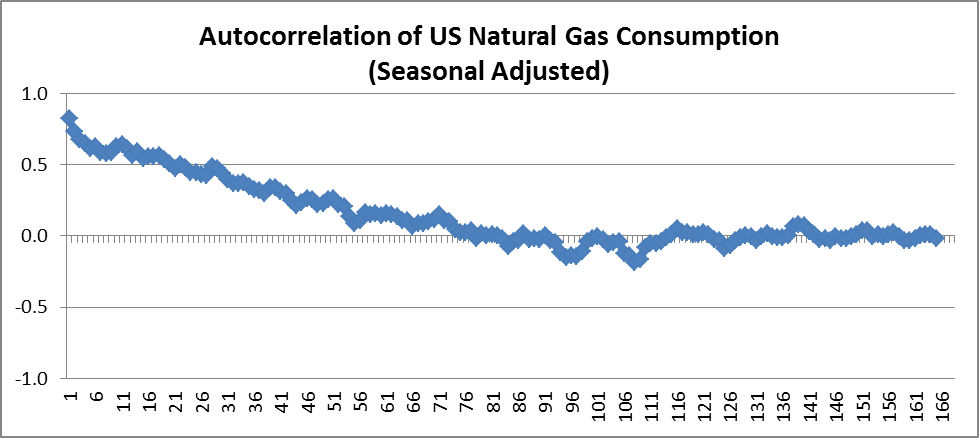 Autocorrelation of US Natural Gas Consumption
(Seasonal Adjusted)
1.0
0.5
0.0
-0.5
-1.0
1 6 11 16 21 26 31 36 41 46 51 56 61 66 71 76 81 86 91 96 101 106 111 116 121 126 131 136 141 146 151 156 161 166